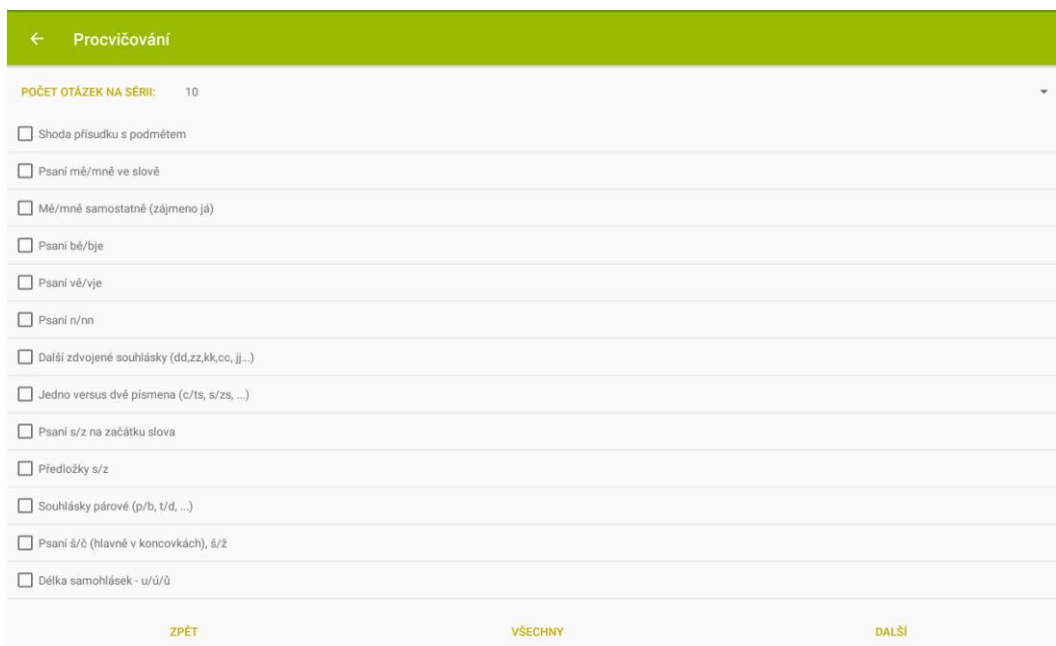 Procvičování
POČET OTÁZEK NA SÉRII: 10
Shoda přísudku s podmětem
Psaní mě/mně ve slově
Mě/mně samostatně (zájmeno já)
Psaní bě/bje
Psaní vě/vje
Psaní n/nn
Další zdvojené souhlásky (dd,zz,kk,cc, jj...)
Jedno versus dvě písmena (c/ts, s/zs, ...)
Psaní s/z na začátku slova
Předložky s/z
Souhlásky párové (p/b, t/d, ...)
Psaní š/č (hlavně v koncovkách), š/ž
Délka samohlásek - u/ú/ů
ZPĚT VŠECHNY DALŠÍ